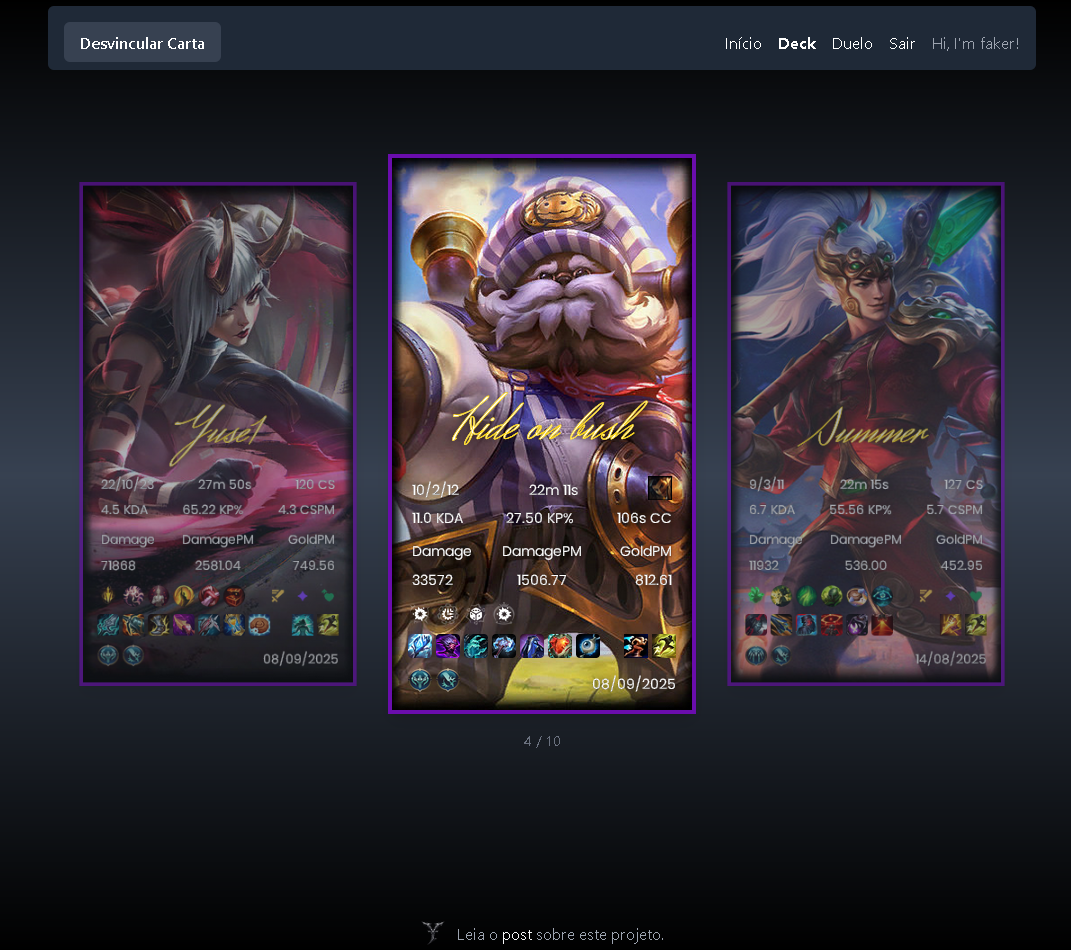 Desvincular Carta
Início Deck Duelo Sair Hi, I'm faker!
Yuse1
22/10/23 27m 50s 120 CS
4.5 KDA 65.22 KP% 4.3 CSPM
Damage DamagePM GoldPM
71868 2581.04 749.56
08/09/2025
Hide on bush
10/2/12 22m 11s
11.0 KDA 27.50 KP% 106s CC
Damage DamagePM GoldPM
33572 1506.77 812.61
08/09/2025
Summer
9/3/11 22m 15s 127 CS
6.7 KDA 55.56 KP% 5.7 CSPM
Damage DamagePM GoldPM
11932 536.00 452.95
14/08/2025
4 / 10
Leia o post sobre este projeto.